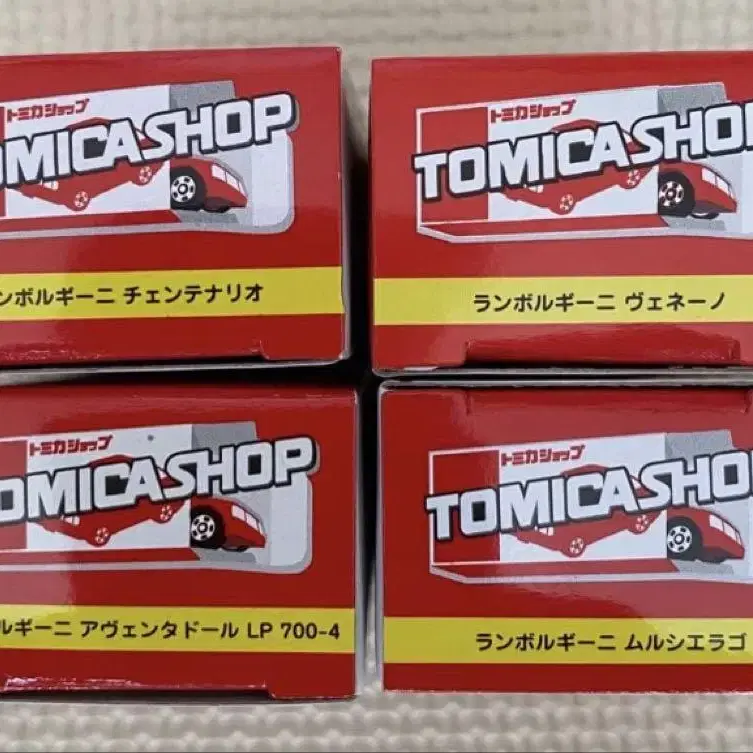 トミカショップ
OMICA SHOP
ンボルギーニ チェンテナリオ
トミカショップ
TOMICA SHO
ランボルギーニ ヴェネーノ
トミカショップ
OMICA SHOP
ルギーニ アヴェンタドール LP 700-4
トミカショップ
TOMICA SHO
ランボルギーニ ムルシエラゴ